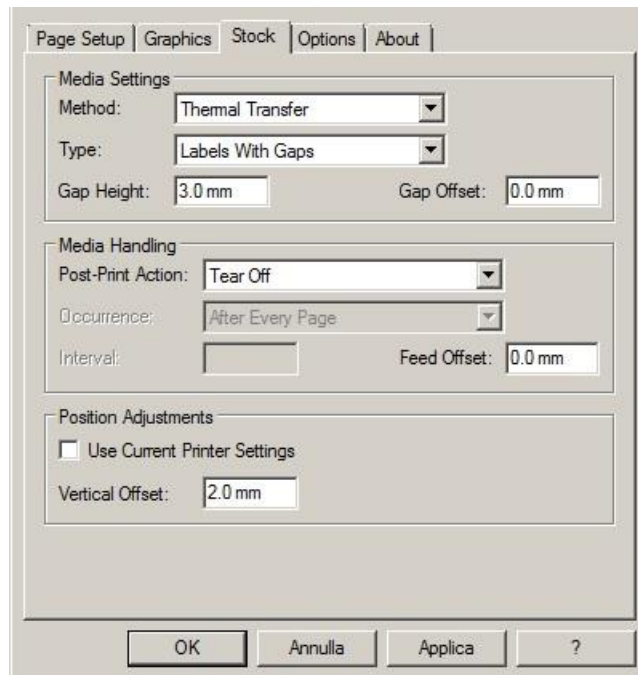 Page Setup Graphics Stock Options About
Media Settings
Method: Thermal Transfer
Type: Labels With Gaps
Gap Height: 3.0 mm Gap Offset: 0.0 mm
Media Handling
Post-Print Action: Tear Off
Occurrence: After Every Page
Interval: Feed Offset: 0.0 mm
Position Adjustments
Use Current Printer Settings
Vertical Offset: 2.0 mm
OK Annulla Applica ?